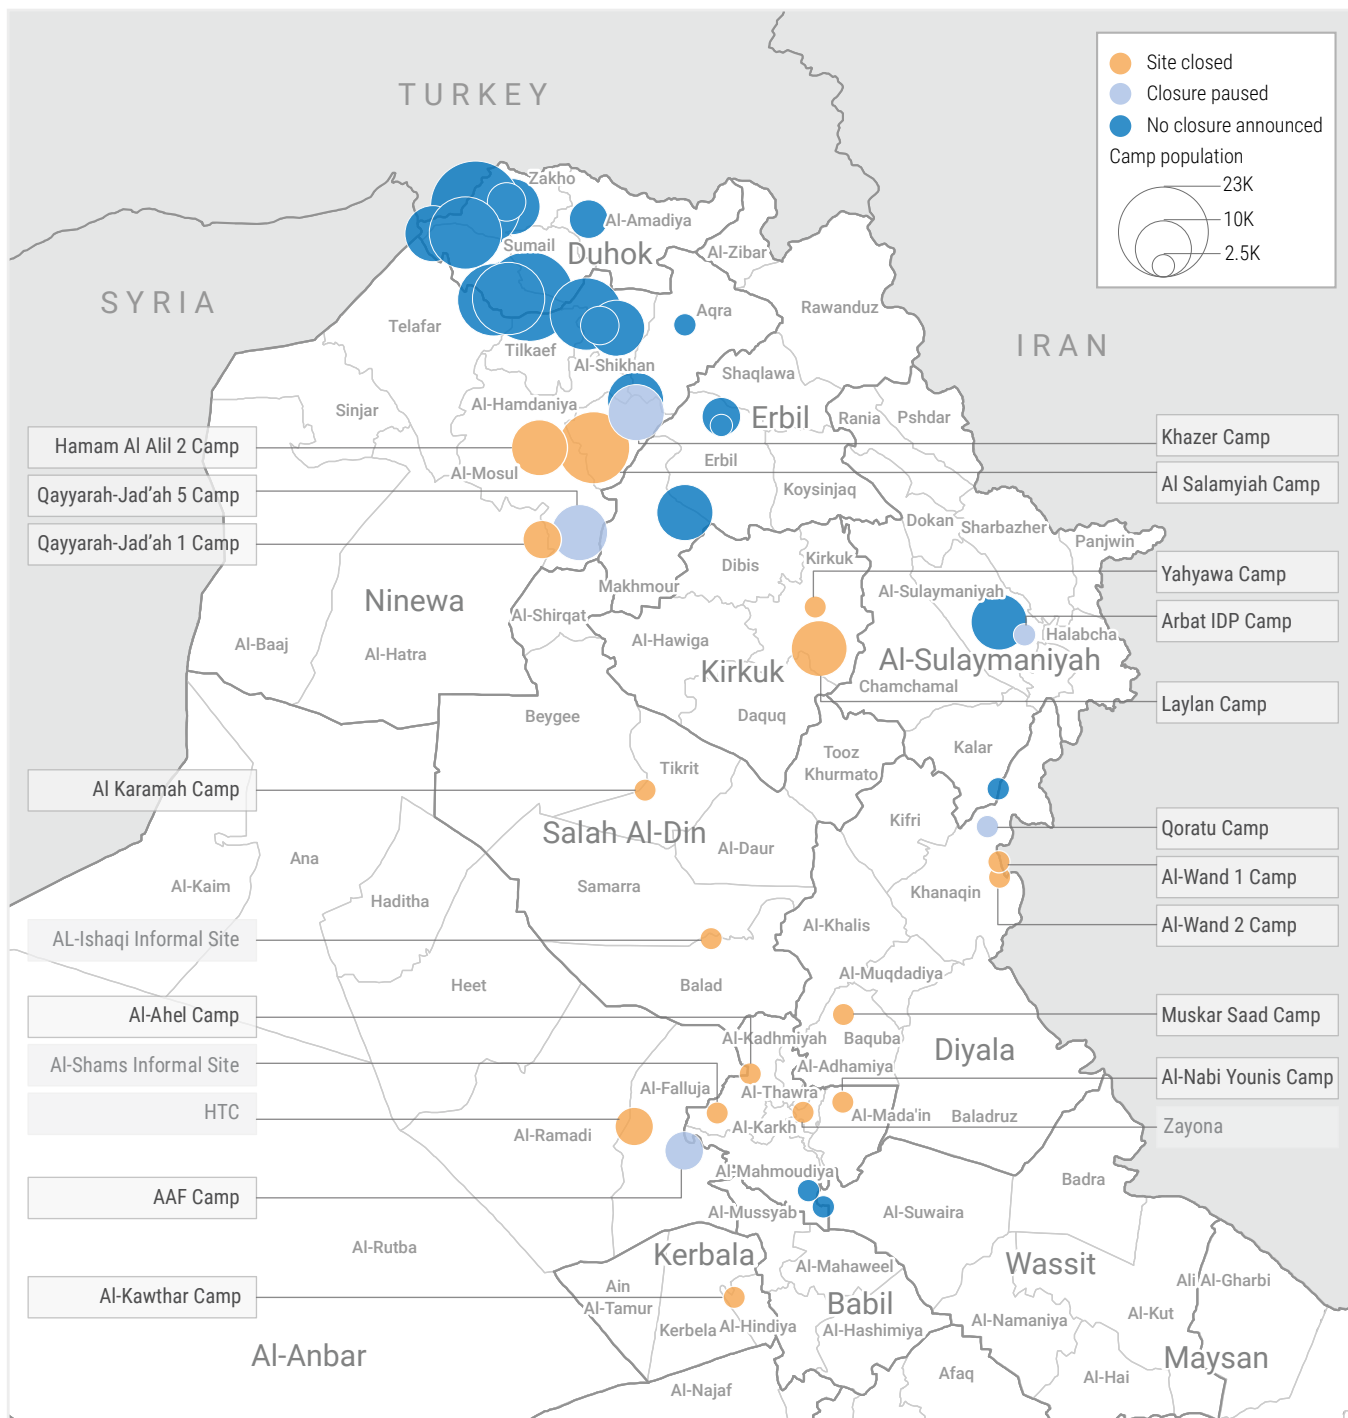 TURKEY
SYRIA
IRAN
Site closed
Closure paused
No closure announced
Camp population
23K
10K
2.5K
Zakho
Al-Amadiya
Sumail
Duhok
Al-Zibar
Telafar
Aqra
Rawanduz
Tilkaef
Al-Shikhan
Shaqlawa
Sinjar
Al-Hamdaniya
Erbil
Rania
Pshdar
Hamam Al Alil 2 Camp
Khazer Camp
Al-Mosul
Erbil
Koysinjaq
Al Salamyiah Camp
Qayyarah-Jad'ah 5 Camp
Qayyarah-Jad'ah 1 Camp
Dokan
Sharbazher
Panjwin
Dibis
Kirkuk
Yahyawa Camp
Makhmour
Ninewa
Al-Shirqat
Al-Sulaymaniyah
Arbat IDP Camp
Al-Baaj
Al-Hatra
Al-Hawiga
Halabcha
Kirkuk
Al-Sulaymaniyah
Chamchamal
Laylan Camp
Beygee
Daquq
Tooz
Khurmato
Kalar
Al Karamah Camp
Tikrit
Salah Al-Din
Kifri
Qoratu Camp
Ana
Al-Daur
Al-Kaim
Samarra
Haditha
Khanaqin
Al-Wand 1 Camp
Al-Khalis
Al-Wand 2 Camp
AL-Ishaqi Informal Site
Heet
Balad
Al-Muqdadiya
Al-Ahel Camp
Muskar Saad Camp
Al-Kadhmiyah
Baquba
Diyala
Al-Shams Informal Site
Al-Adhamiya
Al-Falluja
Al-Thawra
Al-Nabi Younis Camp
HTC
Al-Ramadi
Al-Karkh
Al-Mada'in
Baladruz
Zayona
AAF Camp
Al-Mahmoudiya
Badra
Al-Mussyab
Al-Suwaira
Al-Rutba
Kerbala
Al-Mahaweel
Wassit
Al-Kawthar Camp
Ain
Al-Tamur
Ali Al-Gharbi
Babil
Kerbela
Al-Hindiya
Al-Hashimiya
Al-Namaniya
Al-Kut
Al-Anbar
Maysan
Al-Najaf
Afaq
Al-Hai